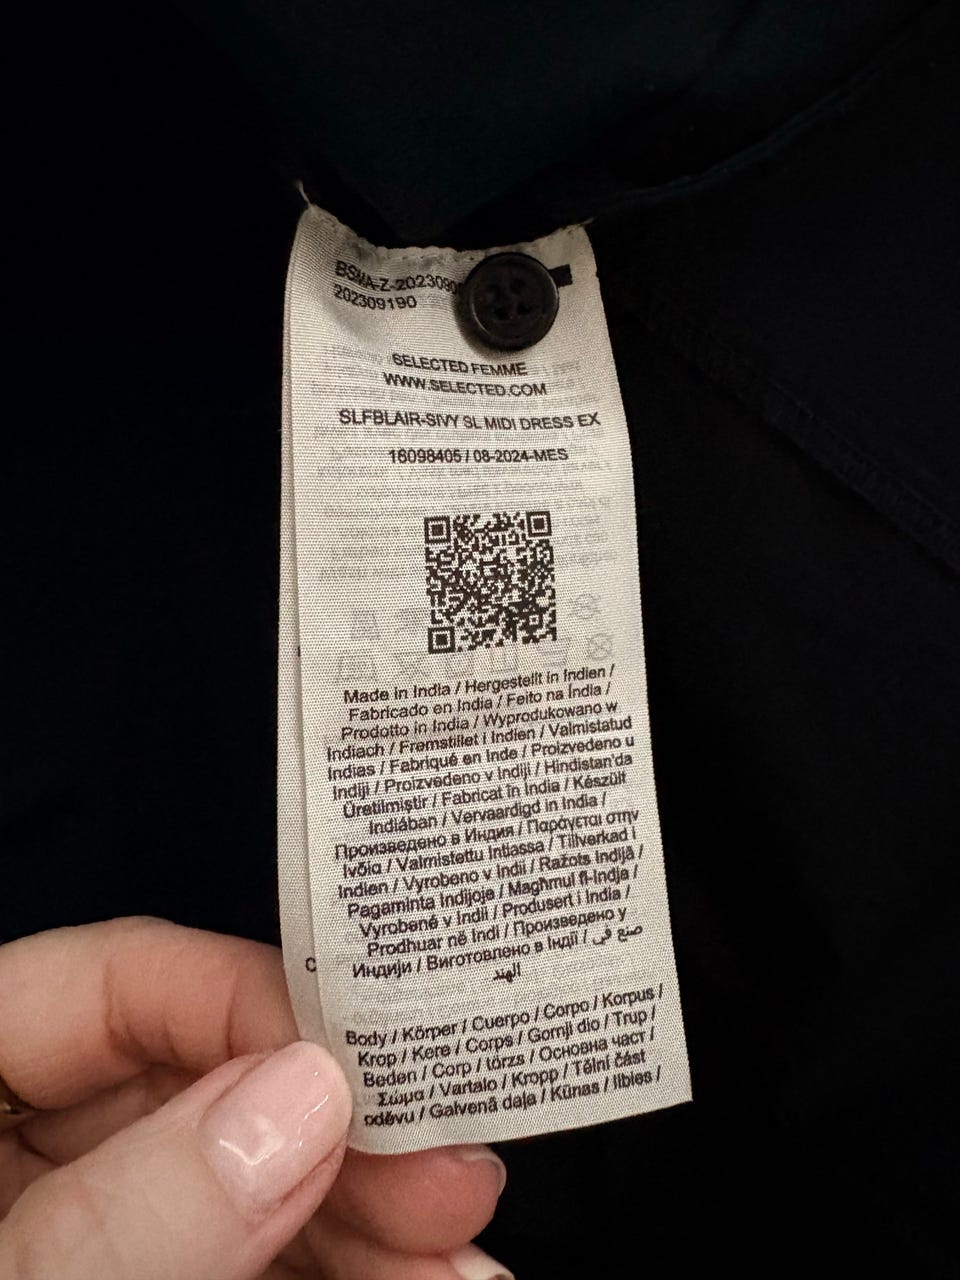 BSMA-Z-2023090
202309190
SELECTED FEMME
WWW.SELECTED.COM
SLFBLAIR-SIVY SL MIDI DRESS EX
16098405 / 08-2024-MES
Made in India / Hergestellt in Indien /
Fabricado en India / Feito na Índia /
Prodotto in India / Wyprodukowano w
Indiach / Fremstillet i Indien / Valmistatud
Indias / Fabriqué en Inde / Proizvedeno u
Indiji / Proizvedeno v Indiji / Hindistan'da
Üretilmiştir / Fabricat în India / Készült
Indiában / Vervaardigd in India /
Произведено в Индия / Παράγεται στην
Ινδία / Valmistettu Intiassa / Tillverkad i
Indien / Vyrobeno v Indii / Ražots Indijā /
Pagaminta Indijoje / Magħmul fl-Indja /
Vyrobené v Indii / Produsert i India /
Prodhuar në Indi / Произведено у
Индији / Виготовлено в Індії / صنع في
الهند
Body / Körper / Cuerpo / Corpo / Korpus /
Krop / Kere / Corps / Gornji dio / Trup /
Beden / Corp / törzs / Основна част /
Σώμα / Vartalo / Kropp / Tělní část
oděvu / Galvenā daļa / Kūnas / Ilbies /